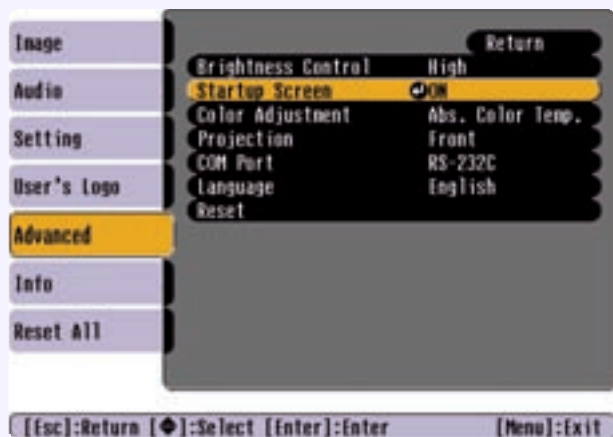 Image
Audio
Setting
User's Logo
Advanced
Info
Reset All
Return
Brightness Control High
Startup Screen ON
Color Adjustment Abs. Color Temp.
Projection Front
COM Port RS-232C
Language English
Reset
[Esc]:Return [◆]:Select [Enter]:Enter [Menu]:Exit